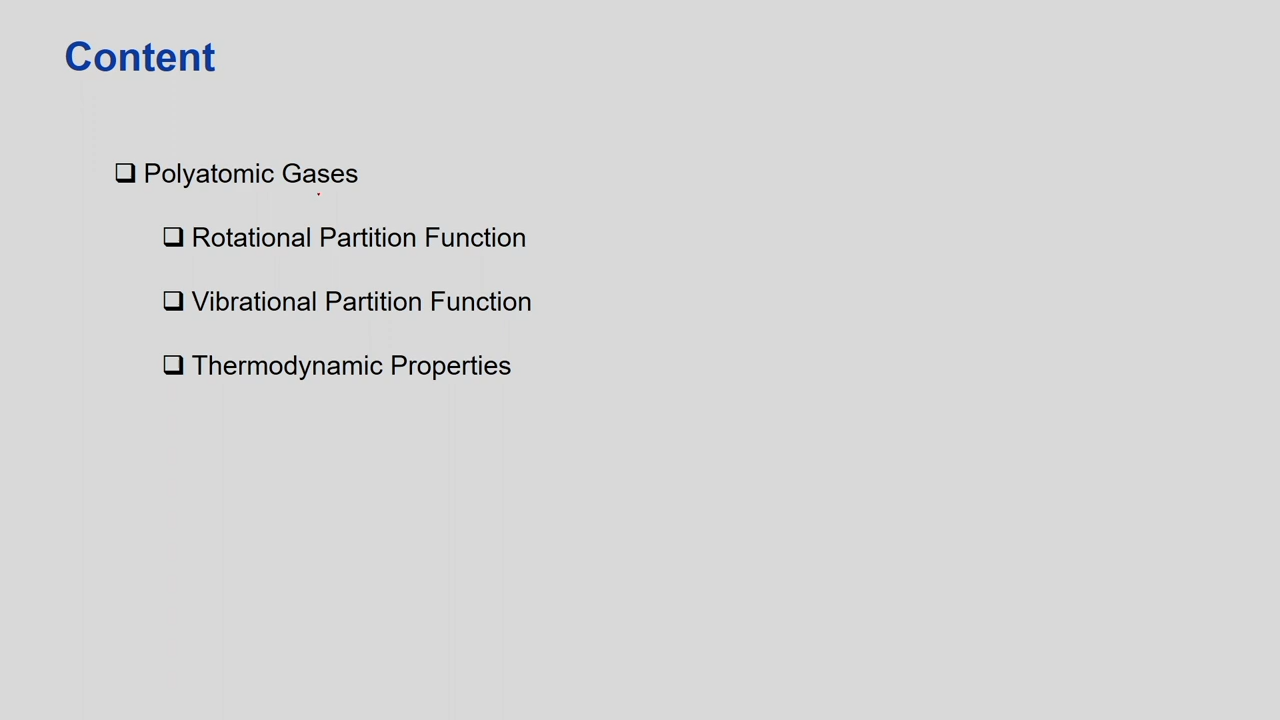 Content
❑ Polyatomic Gases
❑ Rotational Partition Function
❑ Vibrational Partition Function
❑ Thermodynamic Properties